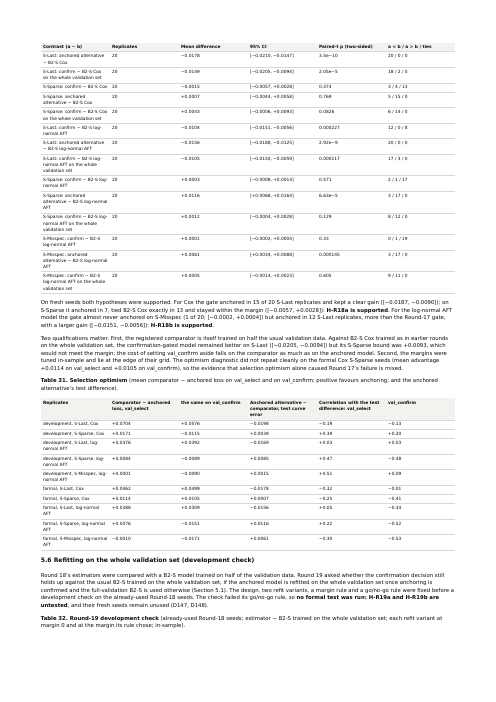 Contrast (a − b) Replicates Mean difference 95% CI Paired-t p (two-sided) a < b / a > b / ties
S-Last: anchored alternative 20 −0.0178 [−0.0210, −0.0147] 3.5e−10 20 / 0 / 0
− B2-S Cox
S-Last: confirm − B2-S Cox 20 −0.0149 [−0.0205, −0.0094] 2.05e−5 18 / 2 / 0
on the whole validation set
S-Sparse: confirm − B2-S Cox 20 −0.0015 [−0.0057, +0.0028] 0.474 3 / 4 / 13
S-Sparse: anchored 20 +0.0007 [−0.0044, +0.0058] 0.769 5 / 15 / 0
alternative − B2-S Cox
S-Sparse: confirm − B2-S Cox 20 +0.0043 [−0.0006, +0.0093] 0.0826 6 / 14 / 0
on the whole validation set
S-Last: confirm − B2-S log- 20 −0.0104 [−0.0151, −0.0056] 0.000227 12 / 0 / 8
normal AFT
S-Last: anchored alternative 20 −0.0156 [−0.0188, −0.0125] 2.92e−9 20 / 0 / 0
− B2-S log-normal AFT
S-Last: confirm − B2-S log- 20 −0.0105 [−0.0150, −0.0059] 0.000117 17 / 3 / 0
normal AFT on the whole
validation set
S-Sparse: confirm − B2-S log- 20 +0.0003 [−0.0008, +0.0014] 0.571 2 / 1 / 17
normal AFT
S-Sparse: anchored 20 +0.0116 [+0.0068, +0.0164] 6.63e−5 3 / 17 / 0
alternative − B2-S log-normal
AFT
S-Sparse: confirm − B2-S log- 20 +0.0012 [−0.0004, +0.0028] 0.129 8 / 12 / 0
normal AFT on the whole
validation set
S-Misspec: confirm − B2-S 20 +0.0001 [−0.0002, +0.0004] 0.33 0 / 1 / 19
log-normal AFT
S-Misspec: anchored 20 +0.0061 [+0.0034, +0.0088] 0.000145 3 / 17 / 0
alternative − B2-S log-normal
AFT
S-Misspec: confirm − B2-S 20 +0.0005 [−0.0014, +0.0023] 0.605 9 / 11 / 0
log-normal AFT on the whole
validation set
On fresh seeds both hypotheses were supported. For Cox the gate anchored in 15 of 20 S-Last replicates and kept a clear gain ([−0.0187, −0.0090]); on
S-Sparse it anchored in 7, tied B2-S Cox exactly in 13 and stayed within the margin ([−0.0057, +0.0028]): H-R18a is supported. For the log-normal AFT
model the gate almost never anchored on S-Misspec (1 of 20; [−0.0002, +0.0004]) but anchored in 12 S-Last replicates, more than the Round-17 gate,
with a larger gain ([−0.0151, −0.0056]): H-R18b is supported.
Two qualifications matter. First, the registered comparator is itself trained on half the usual validation data. Against B2-S Cox trained as in earlier rounds
on the whole validation set, the confirmation-gated model remained better on S-Last ([−0.0205, −0.0094]) but its S-Sparse bound was +0.0093, which
would not meet the margin; the cost of setting val_confirm aside falls on the comparator as much as on the anchored model. Second, the margins were
tuned in-sample and lie at the edge of their grid. The optimism diagnostic did not repeat cleanly on the formal Cox S-Sparse seeds (mean advantage
+0.0114 on val_select and +0.0105 on val_confirm), so the evidence that selection optimism alone caused Round 17's failure is mixed.
Table 31. Selection optimism (mean comparator − anchored loss on val_select and on val_confirm; positive favours anchoring; and the anchored
alternative's test difference).
Replicates Comparator − anchored the same on val_confirm Anchored alternative − Correlation with the test val_confirm
loss, val_select comparator, test curve difference: val_select
error
development, S-Last, Cox +0.0704 +0.0576 −0.0198 −0.19 −0.13
development, S-Sparse, Cox +0.0171 −0.0115 +0.0039 +0.39 +0.20
development, S-Last, log- +0.0376 +0.0392 −0.0169 +0.03 +0.03
normal AFT
development, S-Sparse, log- +0.0084 −0.0089 +0.0085 +0.47 −0.48
normal AFT
development, S-Misspec, log- +0.0001 −0.0090 +0.0015 +0.51 +0.09
normal AFT
formal, S-Last, Cox +0.0462 +0.0499 −0.0178 −0.32 −0.01
formal, S-Sparse, Cox +0.0114 +0.0105 +0.0007 −0.25 −0.41
formal, S-Last, log-normal +0.0388 +0.0309 −0.0156 +0.05 −0.34
AFT
formal, S-Sparse, log-normal +0.0076 −0.0151 +0.0116 +0.22 −0.52
AFT
formal, S-Misspec, log-normal −0.0010 −0.0171 +0.0061 −0.30 −0.53
AFT
5.6 Refitting on the whole validation set (development check)
Round 18's estimators were compared with a B2-S model trained on half of the validation data. Round 19 asked whether the confirmation decision still
holds up against the usual B2-S trained on the whole validation set, if the anchored model is refitted on the whole validation set once anchoring is
confirmed and the full-validation B2-S is used otherwise (Section 5.1). The design, two refit variants, a margin rule and a go/no-go rule were fixed before a
development check on the already-used Round-18 seeds. The check failed its go/no-go rule, so no formal test was run: H-R19a and H-R19b are
untested, and their fresh seeds remain unused (D147, D148).
Table 32. Round-19 development check (already-used Round-18 seeds; estimator − B2-S trained on the whole validation set; each refit variant at
margin 0 and at the margin its rule chose; in-sample).